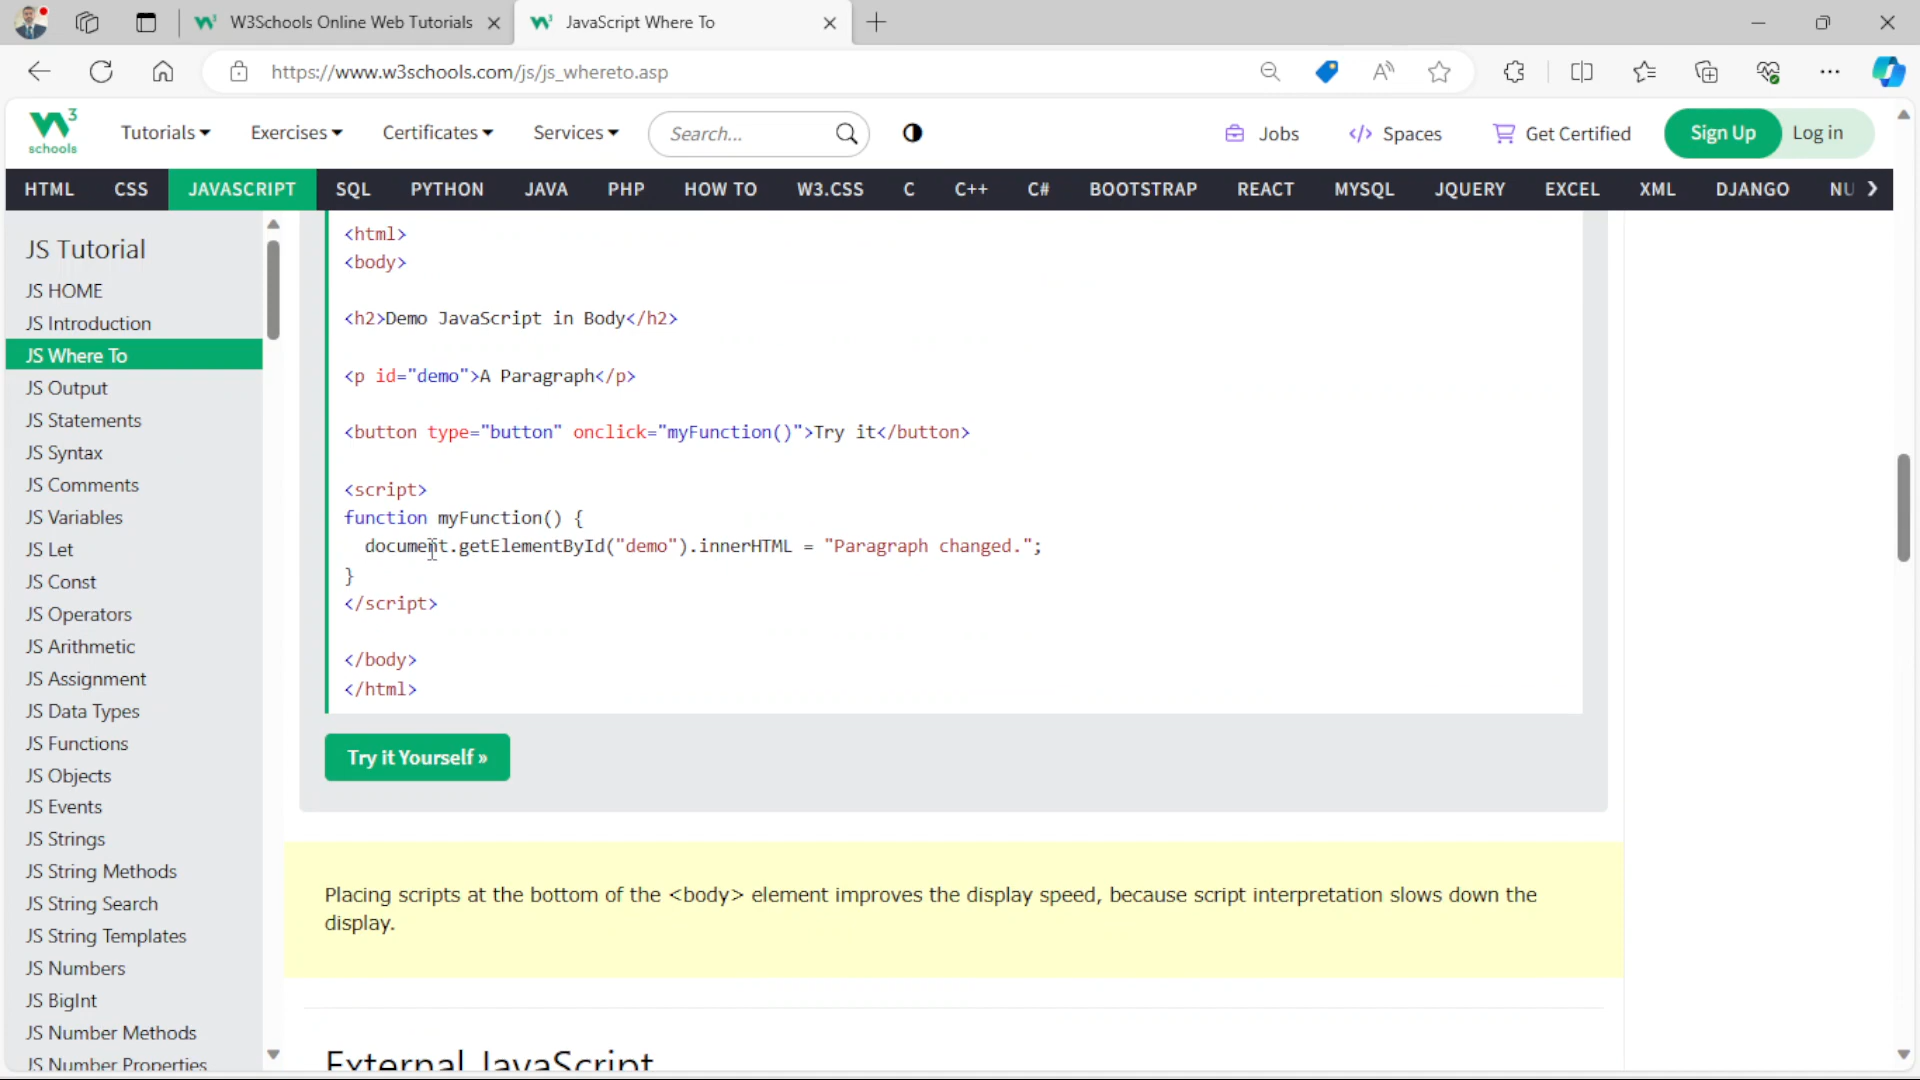 W3Schools Online Web Tutorials
JavaScript Where To
https://www.w3schools.com/js/js_whereto.asp
W3
schools
Tutorials Exercises Certificates Services Search... Jobs </> Spaces Get Certified Sign Up Log in
HTML CSS JAVASCRIPT SQL PYTHON JAVA PHP HOW TO W3.CSS C C++ C# BOOTSTRAP REACT MYSQL JQUERY EXCEL XML DJANGO NU
JS Tutorial
JS HOME
JS Introduction
JS Where To
JS Output
JS Statements
JS Syntax
JS Comments
JS Variables
JS Let
JS Const
JS Operators
JS Arithmetic
JS Assignment
JS Data Types
JS Functions
JS Objects
JS Events
JS Strings
JS String Methods
JS String Search
JS String Templates
JS Numbers
JS BigInt
JS Number Methods
JS Number Properties
<html>
<body>
<h2>Demo JavaScript in Body</h2>
<p id="demo">A Paragraph</p>
<button type="button" onclick="myFunction()">Try it</button>
<script>
function myFunction() {
document.getElementById("demo").innerHTML = "Paragraph changed.";
}
</script>
</body>
</html>
Try it Yourself »
Placing scripts at the bottom of the <body> element improves the display speed, because script interpretation slows down the
display.
External JavaScript